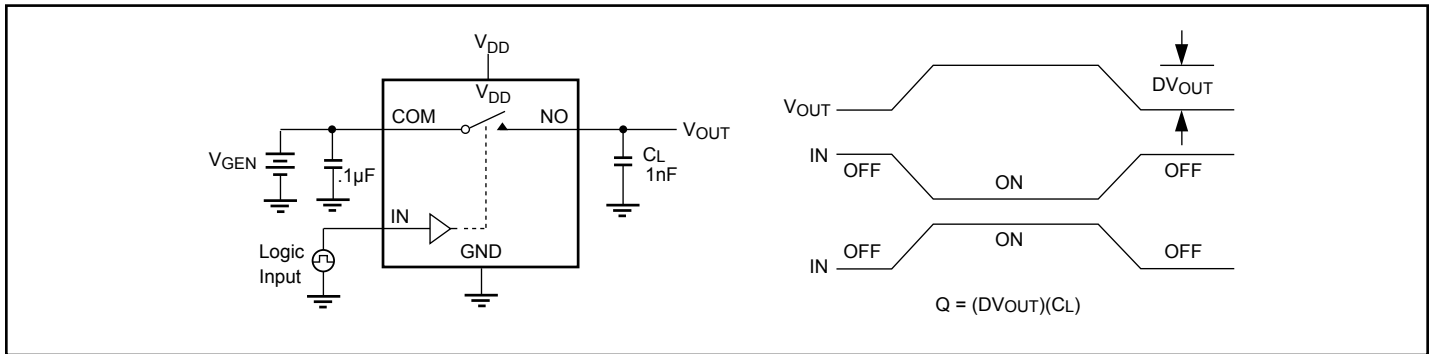 VDD
VDD
COM
NO
VOUT
VGEN
.1µF
CL
1nF
IN
Logic
Input
GND
DVOUT
VOUT
IN
OFF
ON
OFF
IN
OFF
ON
OFF
Q = (DVOUT)(CL)